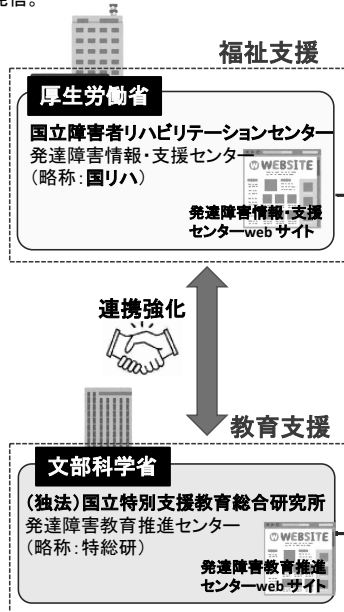 発信。
福祉支援
厚生労働省
国立障害者リハビリテーションセンター
発達障害情報・支援センター
(略称:国リハ)
WEBSITE
発達障害情報・支援
センターweb サイト
連携強化
教育支援
文部科学省
(独法)国立特別支援教育総合研究所
発達障害教育推進センター
(略称:特総研)
WEBSITE
発達障害教育推進
センターweb サイト